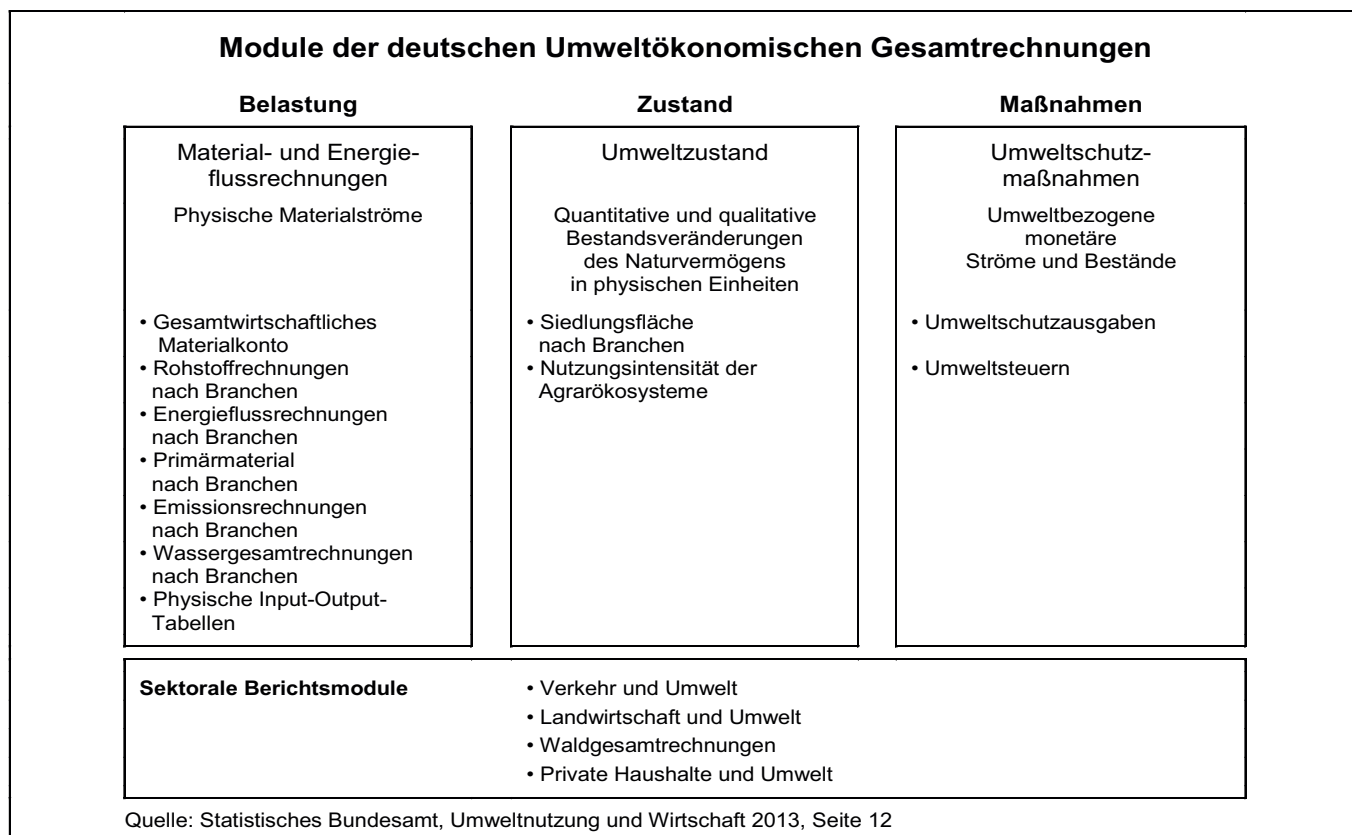 Module der deutschen Umweltökonomischen Gesamtrechnungen
Belastung
Material- und Energie-
flussrechnungen
Physische Materialströme
• Gesamtwirtschaftliches
Materialkonto
• Rohstoffrechnungen
nach Branchen
• Energieflussrechnungen
nach Branchen
• Primärmaterial
nach Branchen
• Emissionsrechnungen
nach Branchen
• Wassergesamtrechnungen
nach Branchen
• Physische Input-Output-
Tabellen
Zustand
Umweltzustand
Quantitative und qualitative
Bestandsveränderungen
des Naturvermögens
in physischen Einheiten
• Siedlungsfläche
nach Branchen
• Nutzungsintensität der
Agrarökosysteme
Maßnahmen
Umweltschutz-
maßnahmen
Umweltbezogene
monetäre
Ströme und Bestände
• Umweltschutzausgaben
• Umweltsteuern
Sektorale Berichtsmodule
• Verkehr und Umwelt
• Landwirtschaft und Umwelt
• Waldgesamtrechnungen
• Private Haushalte und Umwelt
Quelle: Statistisches Bundesamt, Umweltnutzung und Wirtschaft 2013, Seite 12